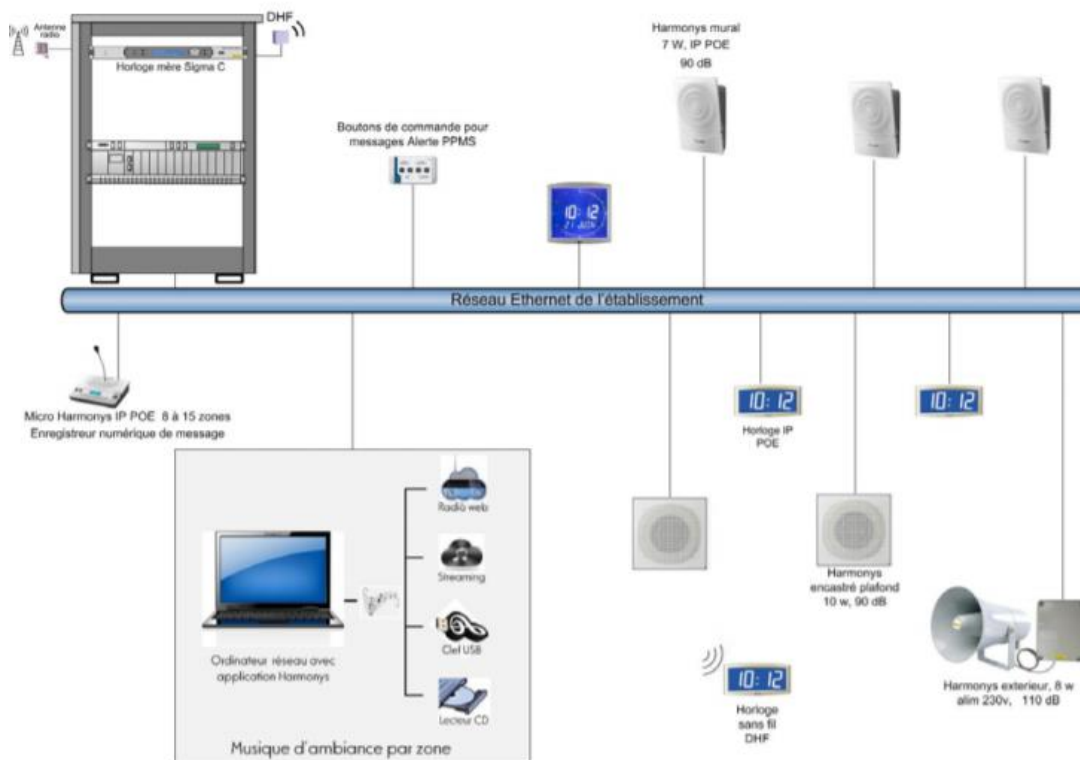 Antenne
radio
DHF
Horloge mère Sigma C
Boutons de commande pour
messages Alerte PPMS
10:12
21 JUIN
Harmonys mural
7 W, IP POE
90 dB
Réseau Ethernet de l'établissement
Micro Harmonys IP POE 8 à 15 zones
Enregistreur numérique de message
10:12
Horloge IP
POE
10:12
Radio web
Streaming
Clef USB
Lecteur CD
Ordinateur réseau avec
application Harmonys
Musique d'ambiance par zone
Harmonys
encastré plafond
10 w, 90 dB
10:12
Horloge
sans fil
DHF
Harmonys exterieur, 8 w
alim 230v, 110 dB